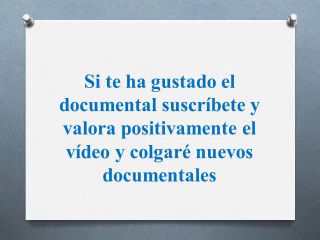 Si te ha gustado el
documental suscríbete y
valora positivamente el
vídeo y colgaré nuevos
documentales